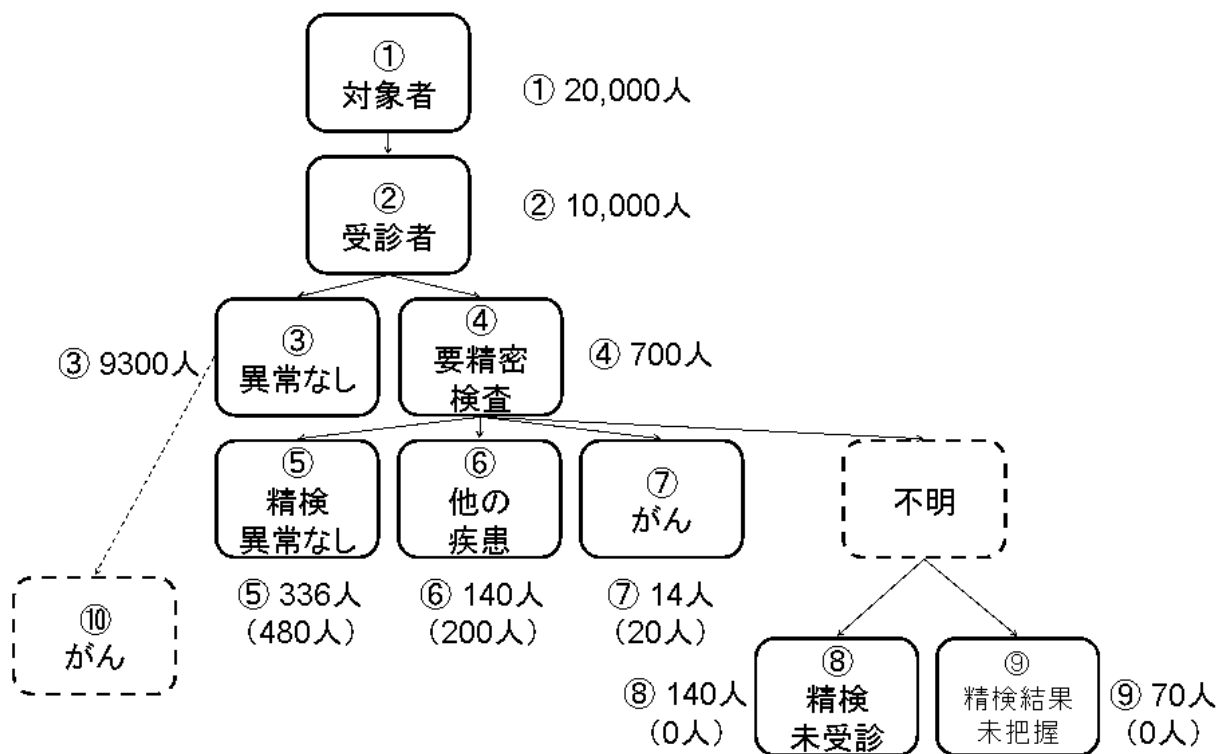 ①
対象者
① 20,000人
②
受診者
② 10,000人
③ 9300人
③
異常なし
④
要精密
検査
④ 700人
⑤
精検
異常なし
⑥
他の
疾患
⑦
がん
不明
⑤ 336人
（480人）
⑥ 140人
（200人）
⑦ 14人
（20人）
⑩
がん
⑧ 140人
（0人）
⑧
精検
未受診
⑨
精検結果
未把握
⑨ 70人
（0人）